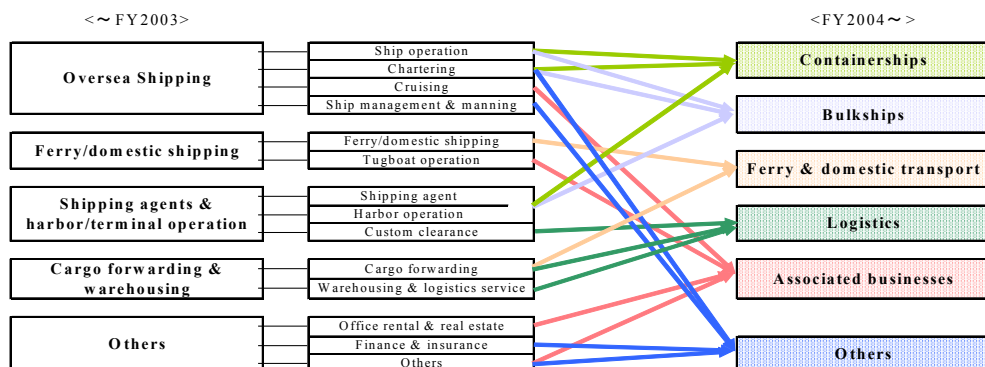 <～FY2003>
<FY2004～>
Oversea Shipping
Ship operation
Chartering
Cruising
Ship management & manning
Ferry/domestic shipping
Ferry/domestic shipping
Tugboat operation
Shipping agents &
harbor/terminal operation
Shipping agent
Harbor operation
Custom clearance
Cargo forwarding &
warehousing
Cargo forwarding
Warehousing & logistics service
Others
Office rental & real estate
Finance & insurance
Others
Containerships
Bulkships
Ferry & domestic transport
Logistics
Associated businesses
Others